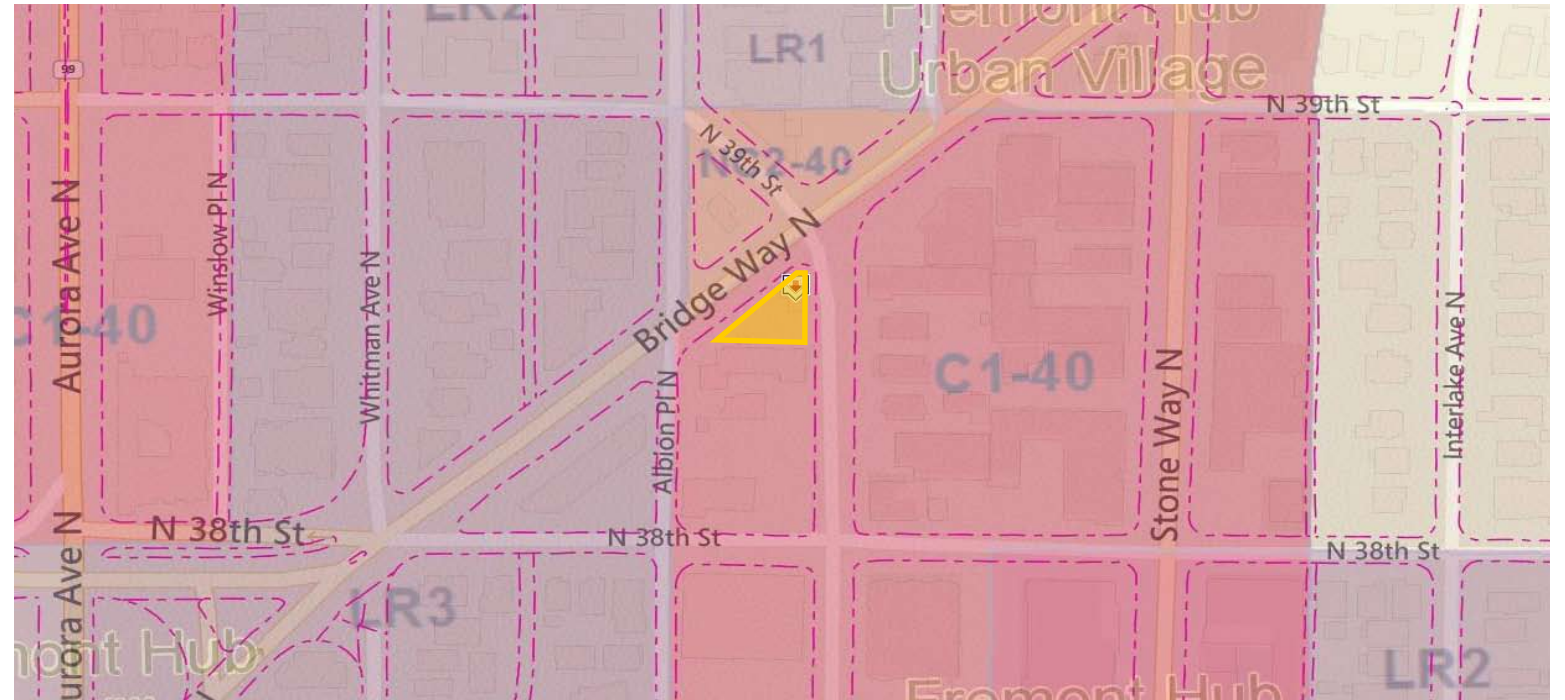 LR2
Fremont Hub
Urban Village
LR1
99
N 39th St
N 39th St
NC2-40
Aurora Ave N
Winslow Pl N
Whitman Ave N
Bridge Way N
C1-40
C1-40
Albion Pl N
Stone Way N
Interlake Ave N
N 38th St
N 38th St
N 38th St
Aurora Ave N
LR3
mont Hub
LR2
Fremont Hub